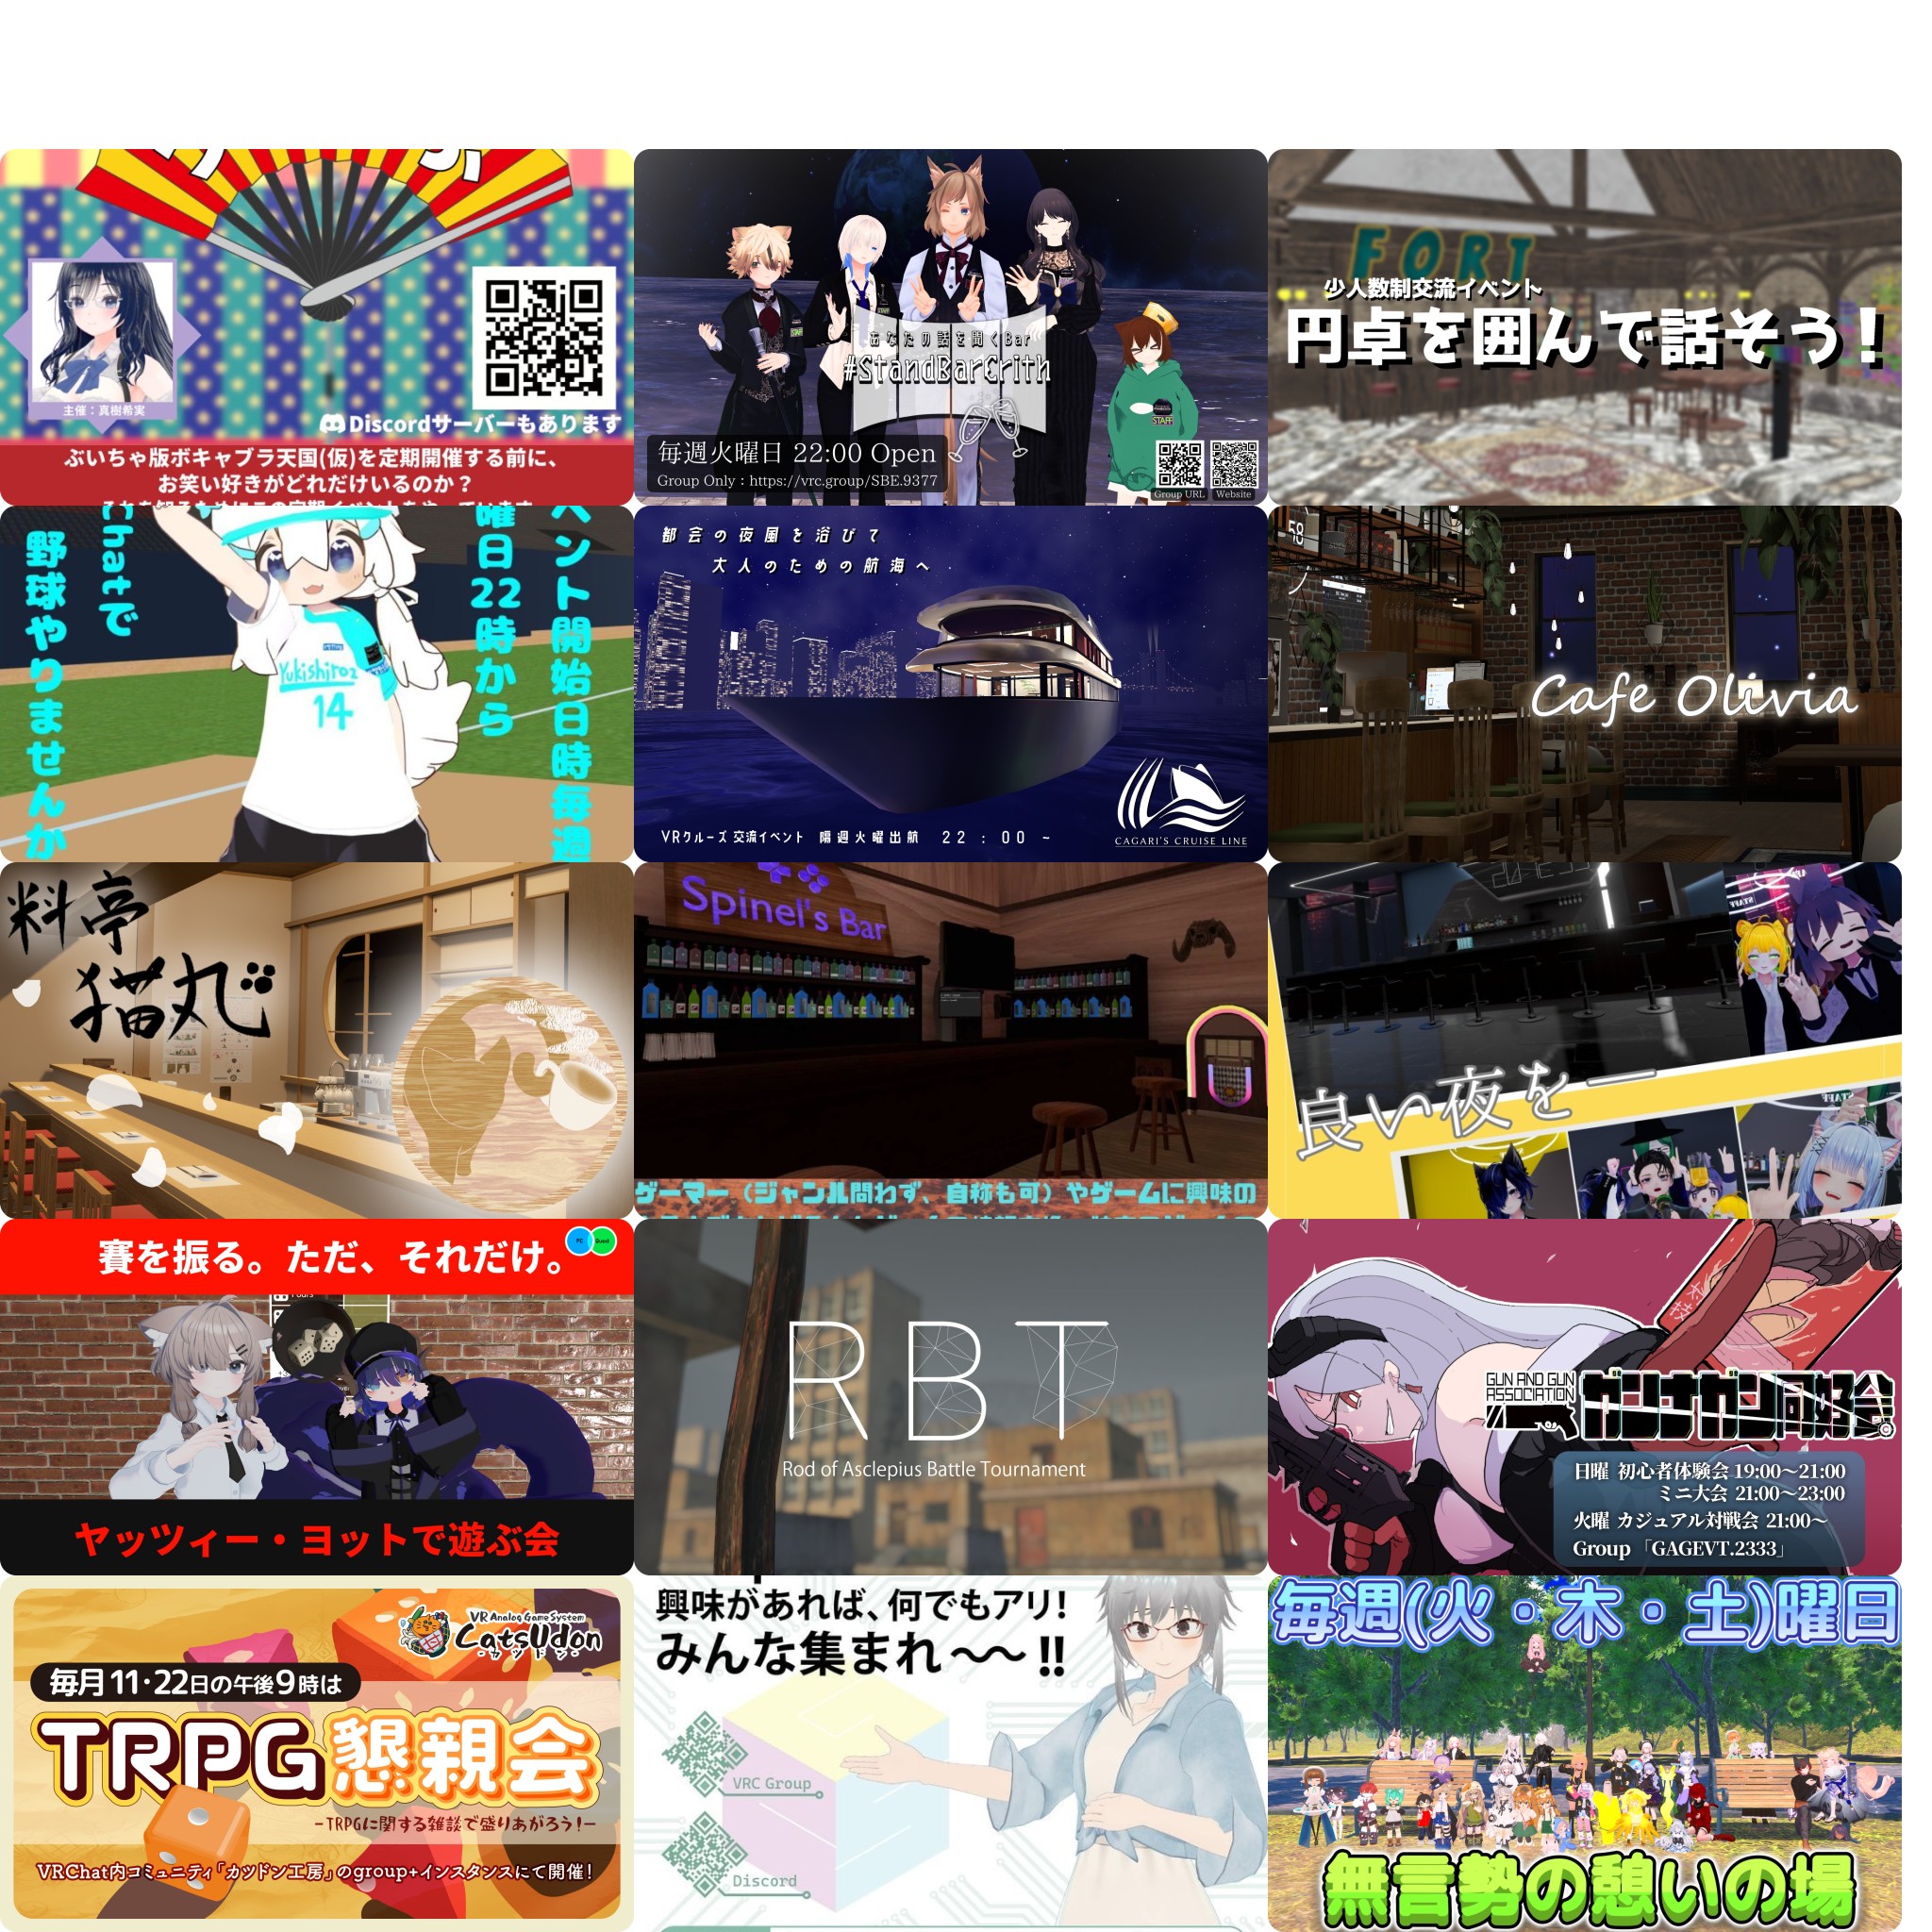 主催：真樹希実
Discordサーバーもあります
ぶいちゃ版ボキャブラ天国(仮)を定期開催する前に、
お笑い好きがどれだけいるのか？
あなたの話を聞くBar
#StandBarCrith
STAFF
毎週火曜日 22:00 Open
Group Only : https://vrc.group/SBE.9377
Group URL
Website
FORT
少人数制交流イベント
円卓を囲んで話そう！
ベント開始日時毎週
曜日22時から
chatで
野球やりませんか
Yukishiroz
14
都会の夜風を浴びて
大人のための航海へ
VRクルーズ交流イベント 隔週火曜出航 22:00～
CAGARI'S CRUISE LINE
58
Cafe Olivia
料亭
猫丸
Spinel's Bar
ゲーマー（ジャンル問わず、自称も可）やゲームに興味の
良い夜を―
賽を振る。ただ、それだけ。
PC
Quest
ヤッツィー・ヨットで遊ぶ会
RBT
Rod of Asclepius Battle Tournament
GUN AND GUN
ASSOCIATION
ガンナガン同好会
日曜 初心者体験会 19:00～21:00
ミニ大会 21:00～23:00
火曜 カジュアル対戦会 21:00～
Group 「GAGEVT.2333」
VR Analog Game System
CatsUdon
-カツドン-
毎月11・22日の午後9時は
TRPG懇親会
-TRPGに関する雑談で盛りあがろう!-
VRChat内コミュニティ「カツドン工房」のgroup+インスタンスにて開催!
興味があれば、何でもアリ!
みんな集まれ～～ !!
VRC Group
Discord
毎週(火・木・土)曜日
無言勢の憩いの場